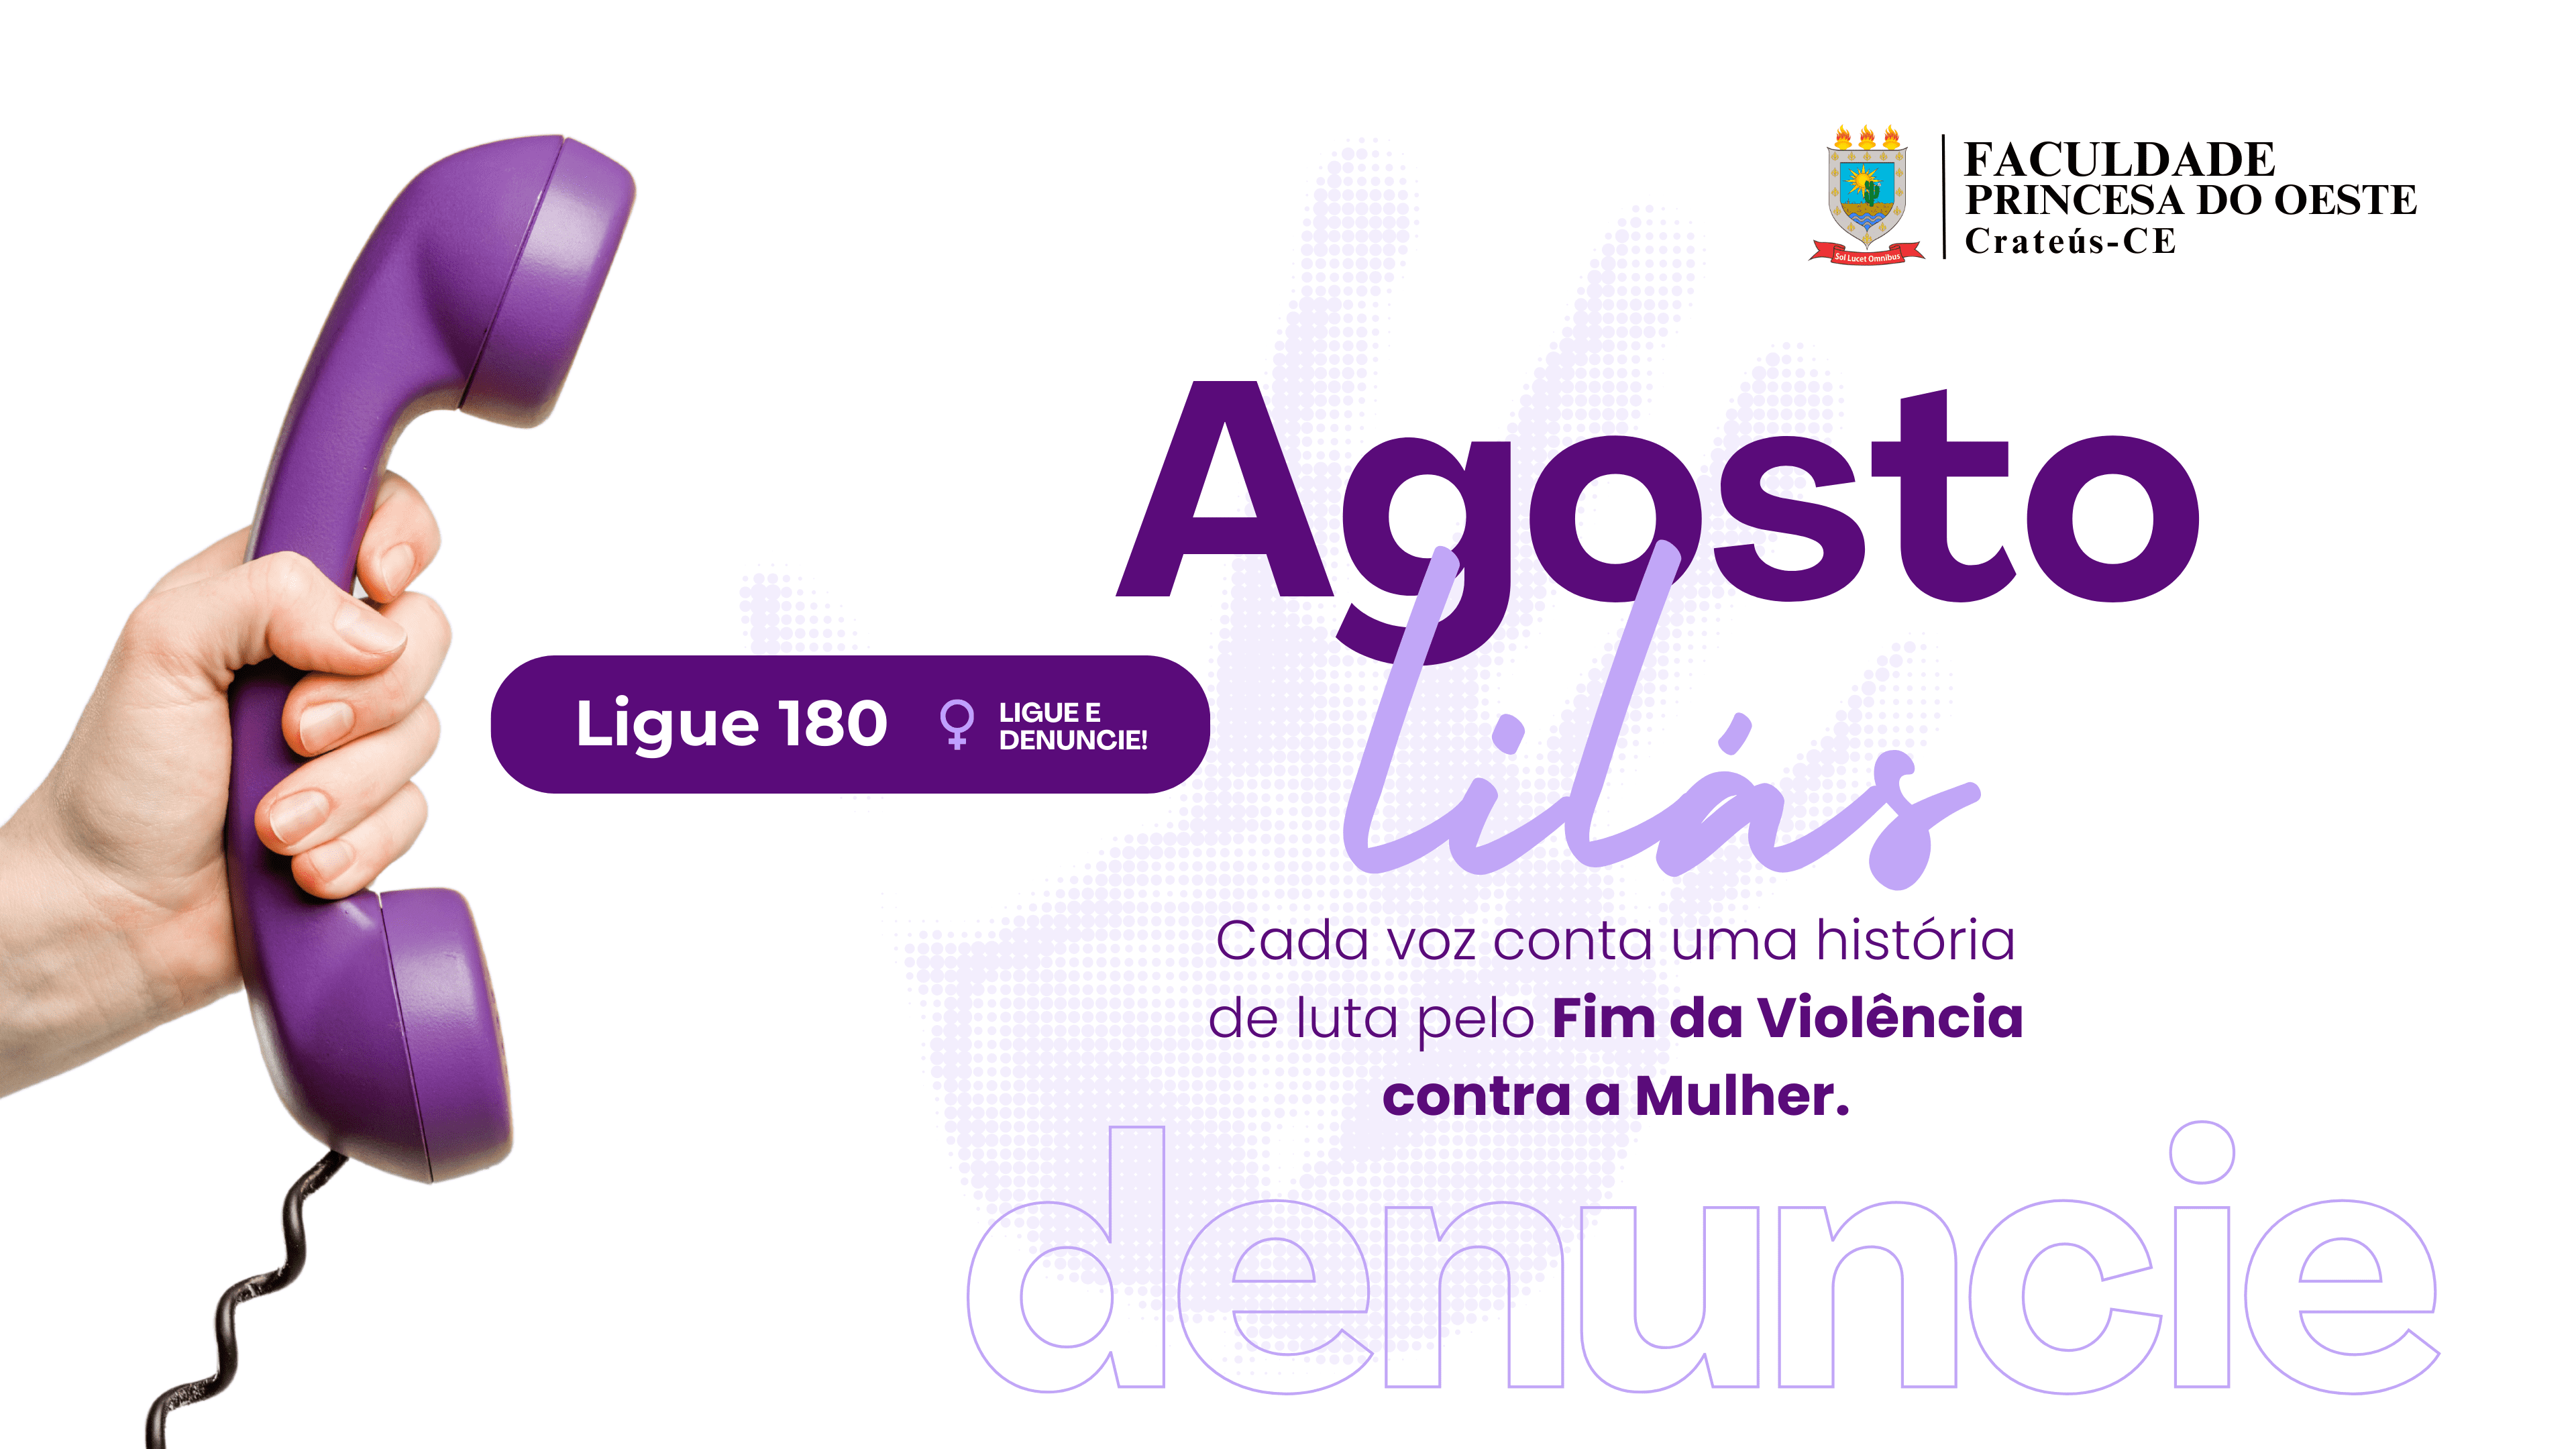 FACULDADE
PRINCESA DO OESTE
Crateús-CE
Sol Lucet Omnibus
Agosto
lilás
Ligue 180
LIGUE E
DENUNCIE!
Cada voz conta uma história
de luta pelo Fim da Violência
contra a Mulher.
denuncie